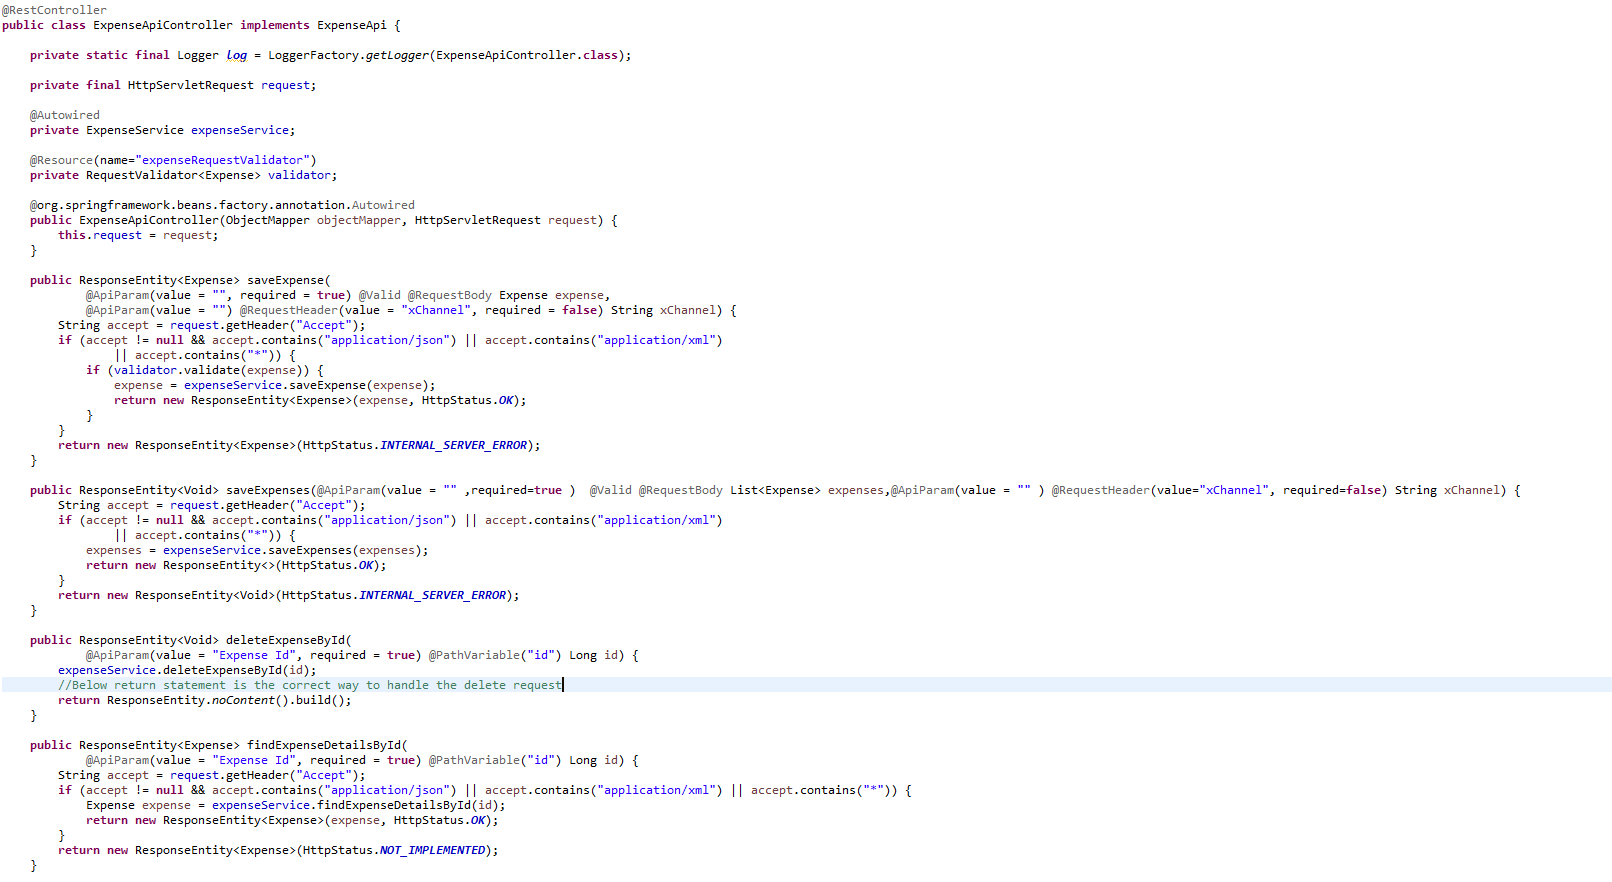 @RestController
public class ExpenseApiController implements ExpenseApi {
private static final Logger log = LoggerFactory.getLogger(ExpenseApiController.class);
private final HttpServletRequest request;
@Autowired
private ExpenseService expenseService;
@Resource(name="expenseRequestValidator")
private RequestValidator<Expense> validator;
@org.springframework.beans.factory.annotation.Autowired
public ExpenseApiController(ObjectMapper objectMapper, HttpServletRequest request) {
this.request = request;
}
public ResponseEntity<Expense> saveExpense(
@ApiParam(value = "", required = true) @Valid @RequestBody Expense expense,
@ApiParam(value = "") @RequestHeader(value = "xChannel", required = false) String xChannel) {
String accept = request.getHeader("Accept");
if (accept != null && accept.contains("application/json") || accept.contains("application/xml")
|| accept.contains("*")) {
if (validator.validate(expense)) {
expense = expenseService.saveExpense(expense);
return new ResponseEntity<Expense>(expense, HttpStatus.OK);
}
}
return new ResponseEntity<Expense>(HttpStatus.INTERNAL_SERVER_ERROR);
}
public ResponseEntity<Void> saveExpenses(@ApiParam(value = "" ,required=true )  @Valid @RequestBody List<Expense> expenses,@ApiParam(value = "" ) @RequestHeader(value="xChannel", required=false) String xChannel) {
String accept = request.getHeader("Accept");
if (accept != null && accept.contains("application/json") || accept.contains("application/xml")
|| accept.contains("*")) {
expenses = expenseService.saveExpenses(expenses);
return new ResponseEntity<>(HttpStatus.OK);
}
return new ResponseEntity<Void>(HttpStatus.INTERNAL_SERVER_ERROR);
}
public ResponseEntity<Void> deleteExpenseById(
@ApiParam(value = "Expense Id", required = true) @PathVariable("id") Long id) {
expenseService.deleteExpenseById(id);
//Below return statement is the correct way to handle the delete request
return ResponseEntity.noContent().build();
}
public ResponseEntity<Expense> findExpenseDetailsById(
@ApiParam(value = "Expense Id", required = true) @PathVariable("id") Long id) {
String accept = request.getHeader("Accept");
if (accept != null && accept.contains("application/json") || accept.contains("application/xml") || accept.contains("*")) {
Expense expense = expenseService.findExpenseDetailsById(id);
return new ResponseEntity<Expense>(expense, HttpStatus.OK);
}
return new ResponseEntity<Expense>(HttpStatus.NOT_IMPLEMENTED);
}